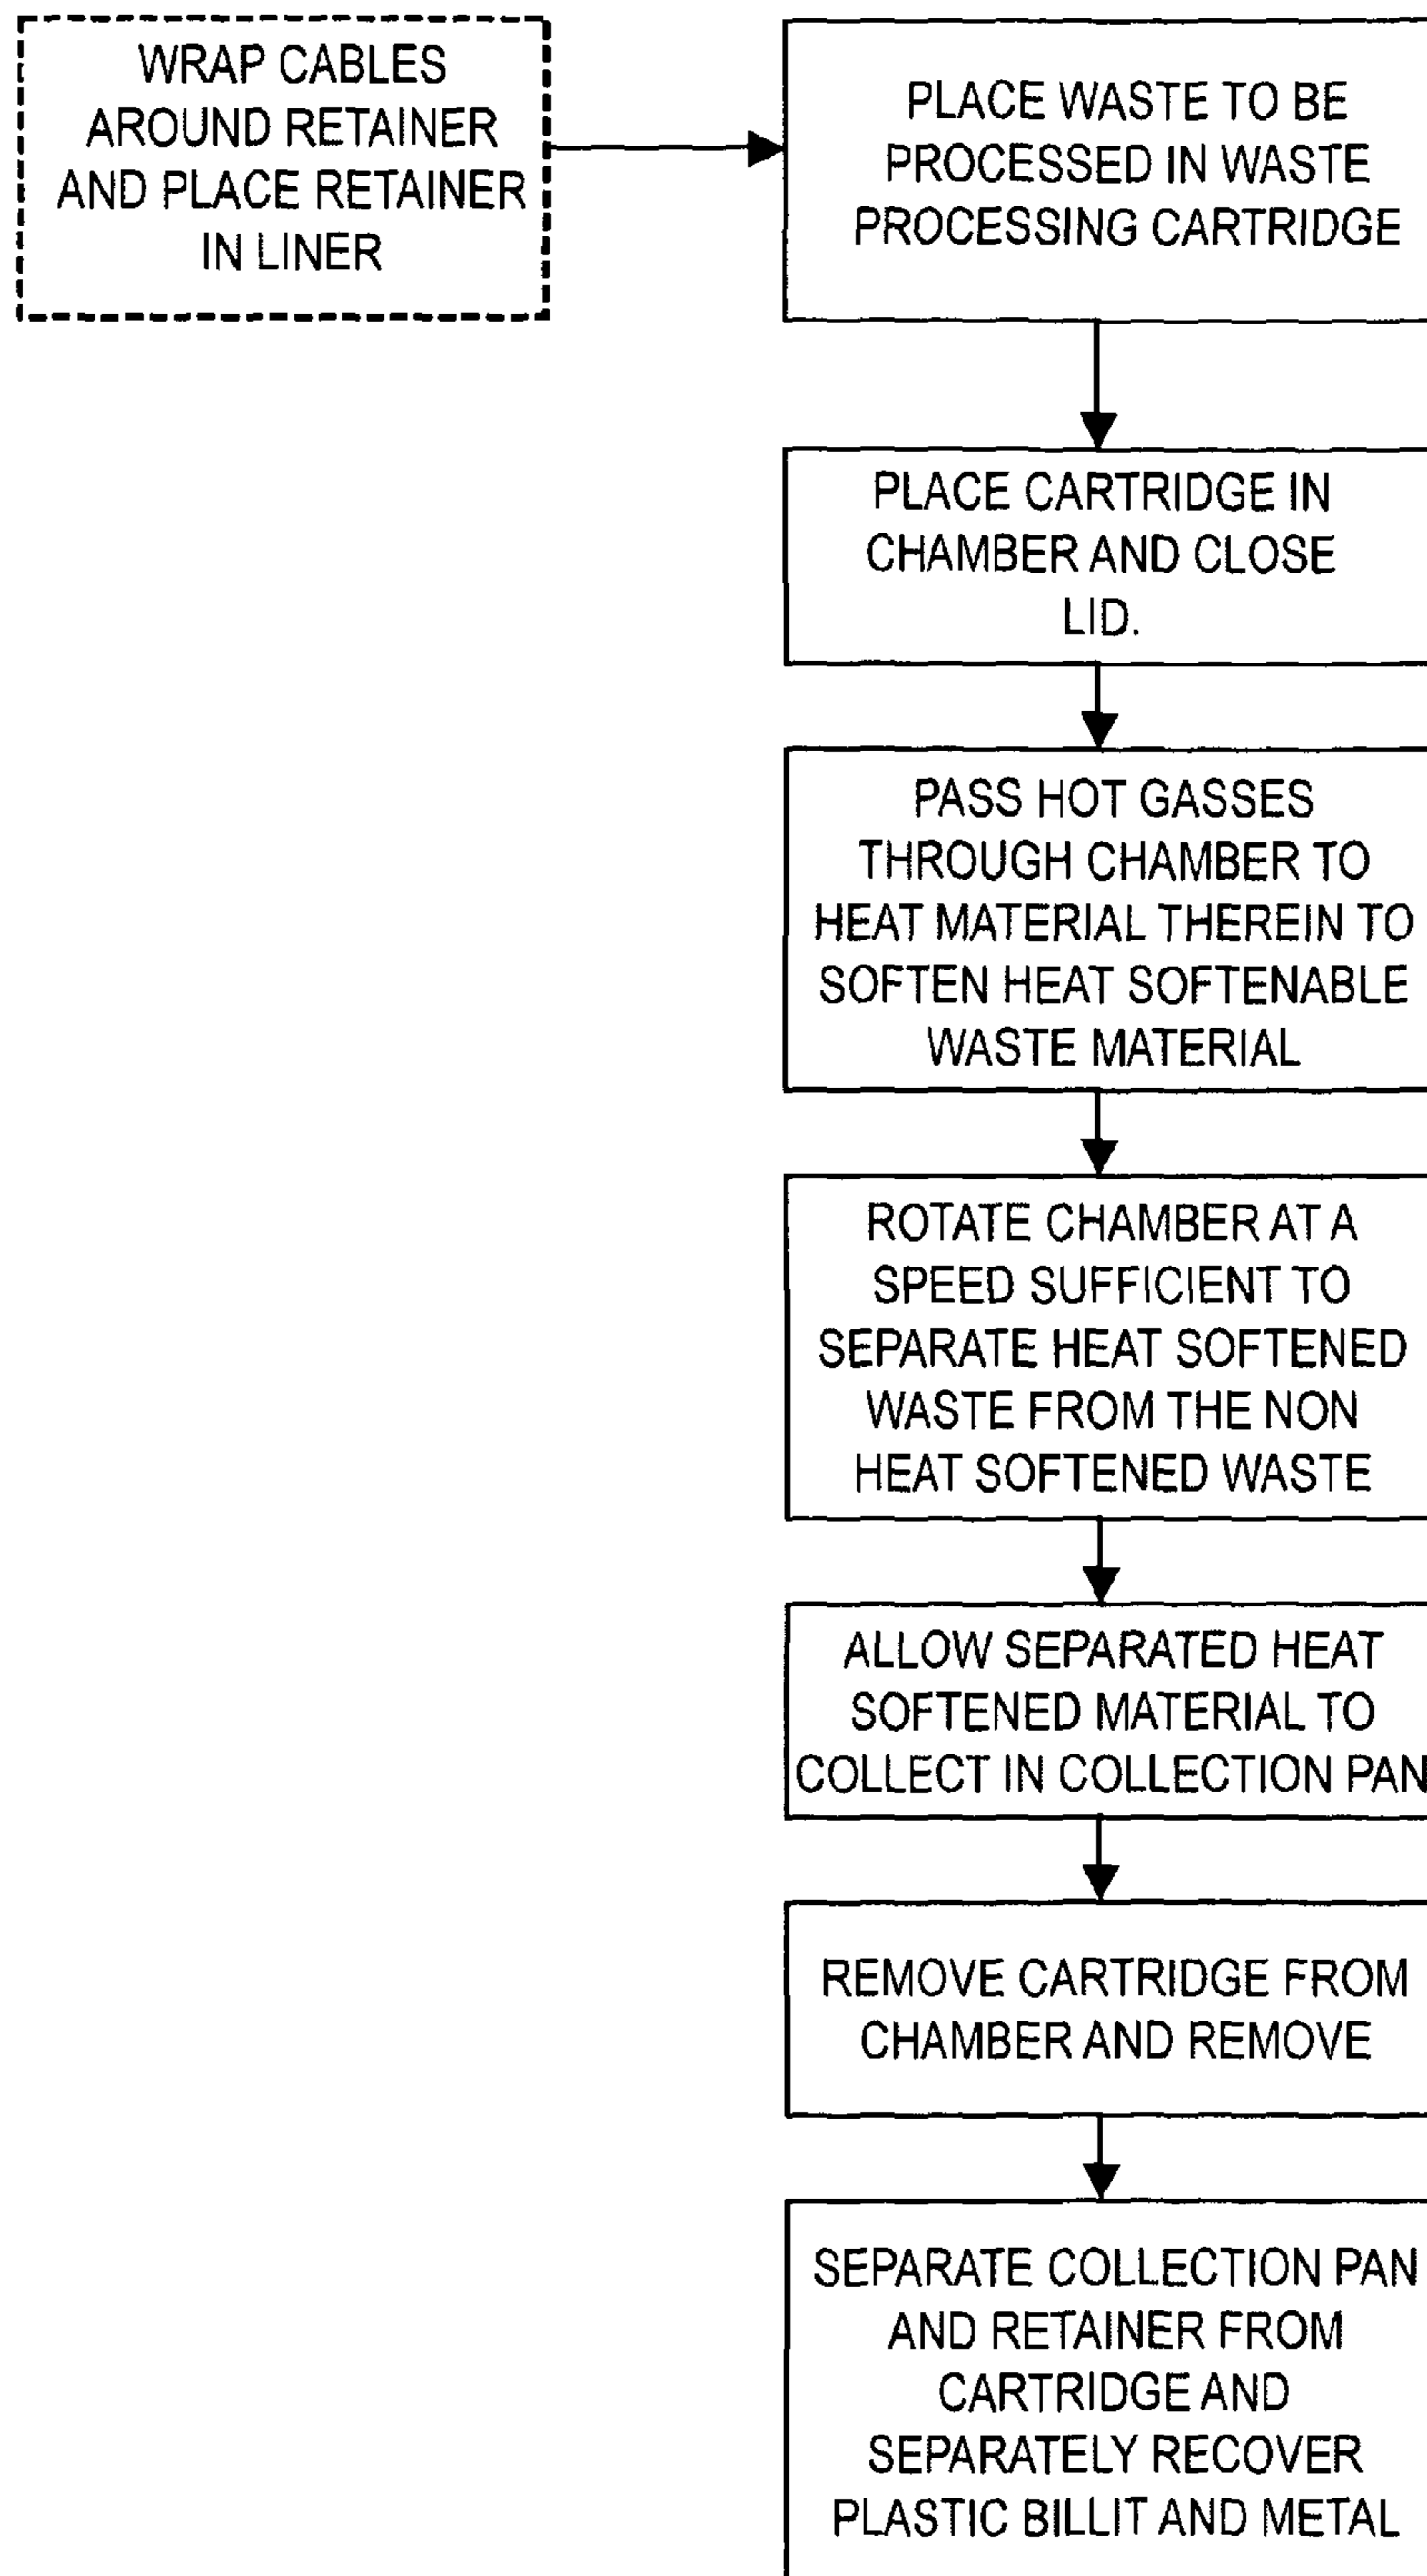 WRAP CABLES
AROUND RETAINER
AND PLACE RETAINER
IN LINER
PLACE WASTE TO BE
PROCESSED IN WASTE
PROCESSING CARTRIDGE
PLACE CARTRIDGE IN
CHAMBER AND CLOSE
LID.
PASS HOT GASSES
THROUGH CHAMBER TO
HEAT MATERIAL THEREIN TO
SOFTEN HEAT SOFTENABLE
WASTE MATERIAL
ROTATE CHAMBER AT A
SPEED SUFFICIENT TO
SEPARATE HEAT SOFTENED
WASTE FROM THE NON
HEAT SOFTENED WASTE
ALLOW SEPARATED HEAT
SOFTENED MATERIAL TO
COLLECT IN COLLECTION PAN
REMOVE CARTRIDGE FROM
CHAMBER AND REMOVE
SEPARATE COLLECTION PAN
AND RETAINER FROM
CARTRIDGE AND
SEPARATELY RECOVER
PLASTIC BILLIT AND METAL